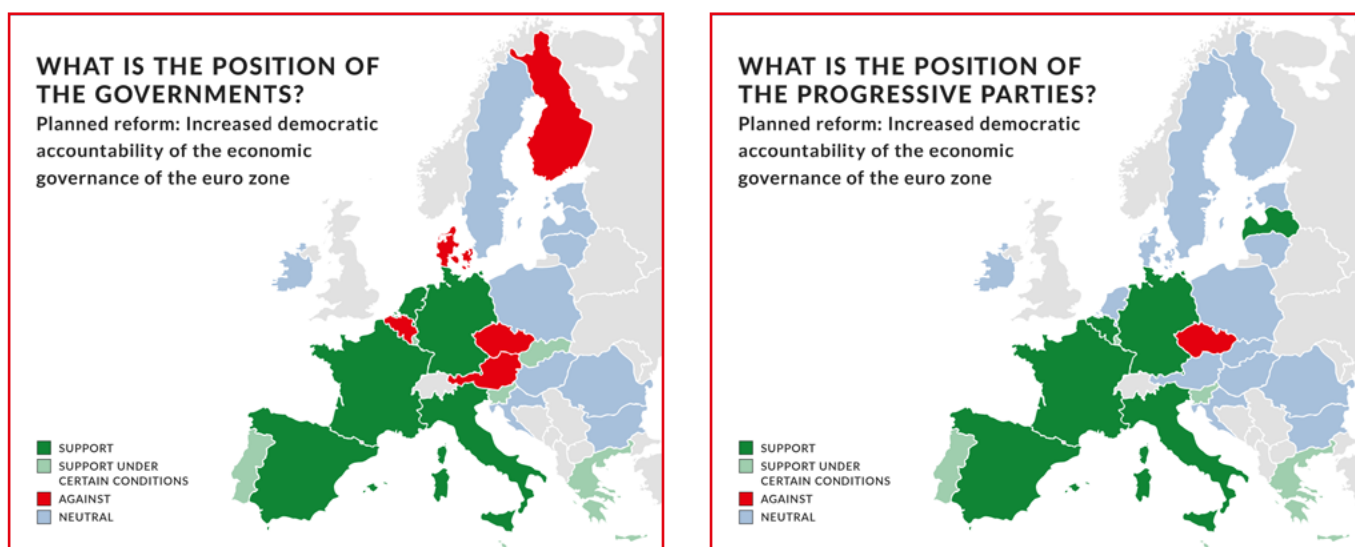 WHAT IS THE POSITION OF
THE GOVERNMENTS?
Planned reform: Increased democratic
accountability of the economic
governance of the euro zone
SUPPORT
SUPPORT UNDER
CERTAIN CONDITIONS
AGAINST
NEUTRAL
WHAT IS THE POSITION OF
THE PROGRESSIVE PARTIES?
Planned reform: Increased democratic
accountability of the economic
governance of the euro zone
SUPPORT
SUPPORT UNDER
CERTAIN CONDITIONS
AGAINST
NEUTRAL